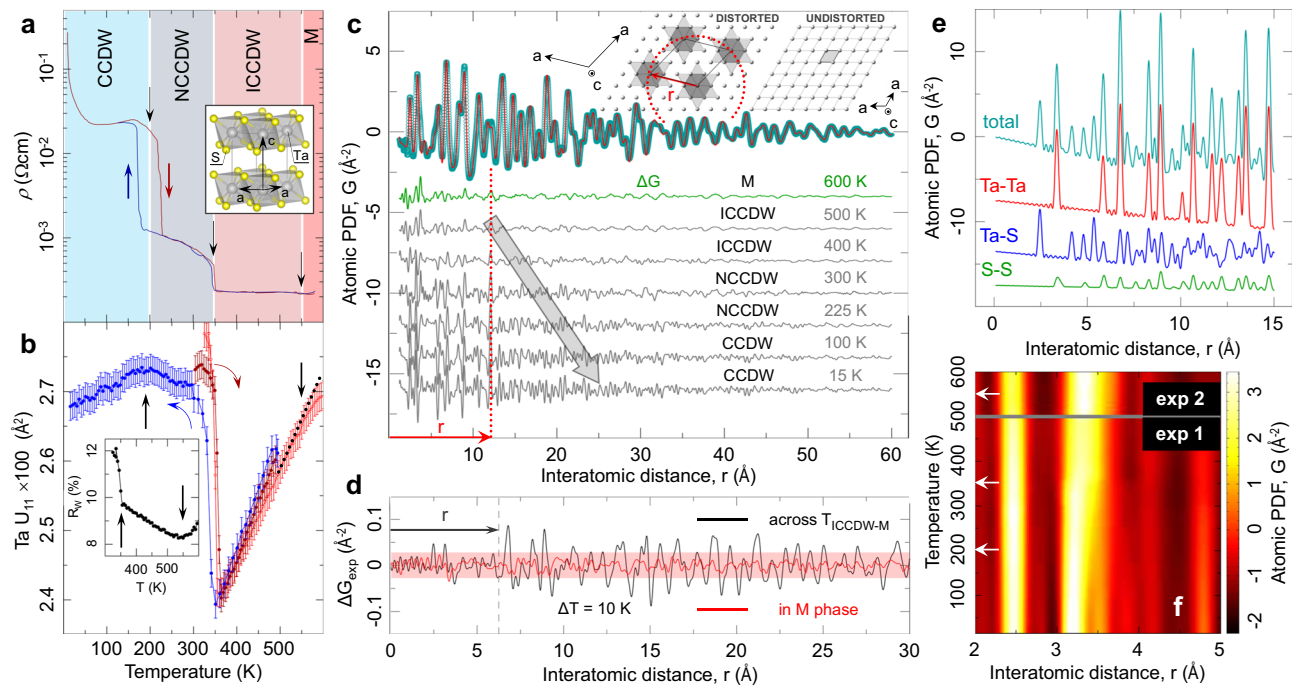 a
CCDW
NCCDW
ICCDW
M
10⁻¹
10⁻²
10⁻³
ρ (Ωcm)
S
Ta
c
a
a
b
2.7
2.6
2.5
2.4
Ta U₁₁ ×100 (Å²)
12
10
8
R_W (%)
400 500
T (K)
100 200 300 400 500
Temperature (K)
c
5
0
-5
-10
-15
Atomic PDF, G (Å⁻²)
a
a
c
DISTORTED
UNDISTORTED
r
a
a
c
ΔG M 600 K
ICCDW 500 K
ICCDW 400 K
NCCDW 300 K
NCCDW 225 K
CCDW 100 K
CCDW 15 K
r
10 20 30 40 50 60
Interatomic distance, r (Å)
d
0.1
0
-0.1
ΔG_exp (Å⁻²)
r
across T_ICCDW-M
ΔT = 10 K
in M phase
0 5 10 15 20 25 30
Interatomic distance, r (Å)
e
10
0
-10
Atomic PDF, G (Å⁻²)
total
Ta-Ta
Ta-S
S-S
0 5 10 15
Interatomic distance, r (Å)
600
500
400
300
200
100
Temperature (K)
exp 2
exp 1
f
2 3 4 5
Interatomic distance, r (Å)
3
2
1
0
-1
-2
Atomic PDF, G (Å⁻²)